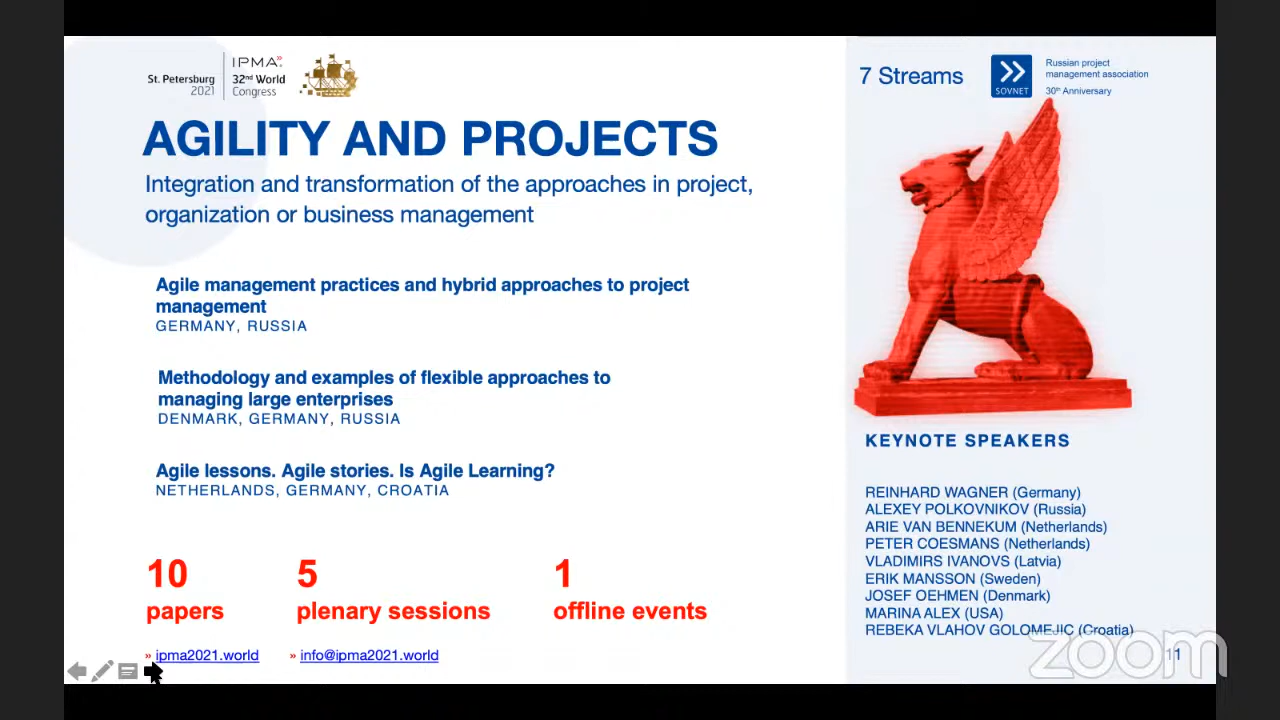 St. Petersburg
2021
IPMA
32nd World
Congress
AGILITY AND PROJECTS
Integration and transformation of the approaches in project,
organization or business management
Agile management practices and hybrid approaches to project
management
GERMANY, RUSSIA
Methodology and examples of flexible approaches to
managing large enterprises
DENMARK, GERMANY, RUSSIA
Agile lessons. Agile stories. Is Agile Learning?
NETHERLANDS, GERMANY, CROATIA
10
papers
5
plenary sessions
1
offline events
» ipma2021.world
» info@ipma2021.world
7 Streams
SOVNET
Russian project
management association
30th Anniversary
KEYNOTE SPEAKERS
REINHARD WAGNER (Germany)
ALEXEY POLKOVNIKOV (Russia)
ARIE VAN BENNEKUM (Netherlands)
PETER COESMANS (Netherlands)
VLADIMIRS IVANOVS (Latvia)
ERIK MANSSON (Sweden)
JOSEF OEHMEN (Denmark)
MARINA ALEX (USA)
REBEKA VLAHOV GOLOMEJIC (Croatia)
11
zoom